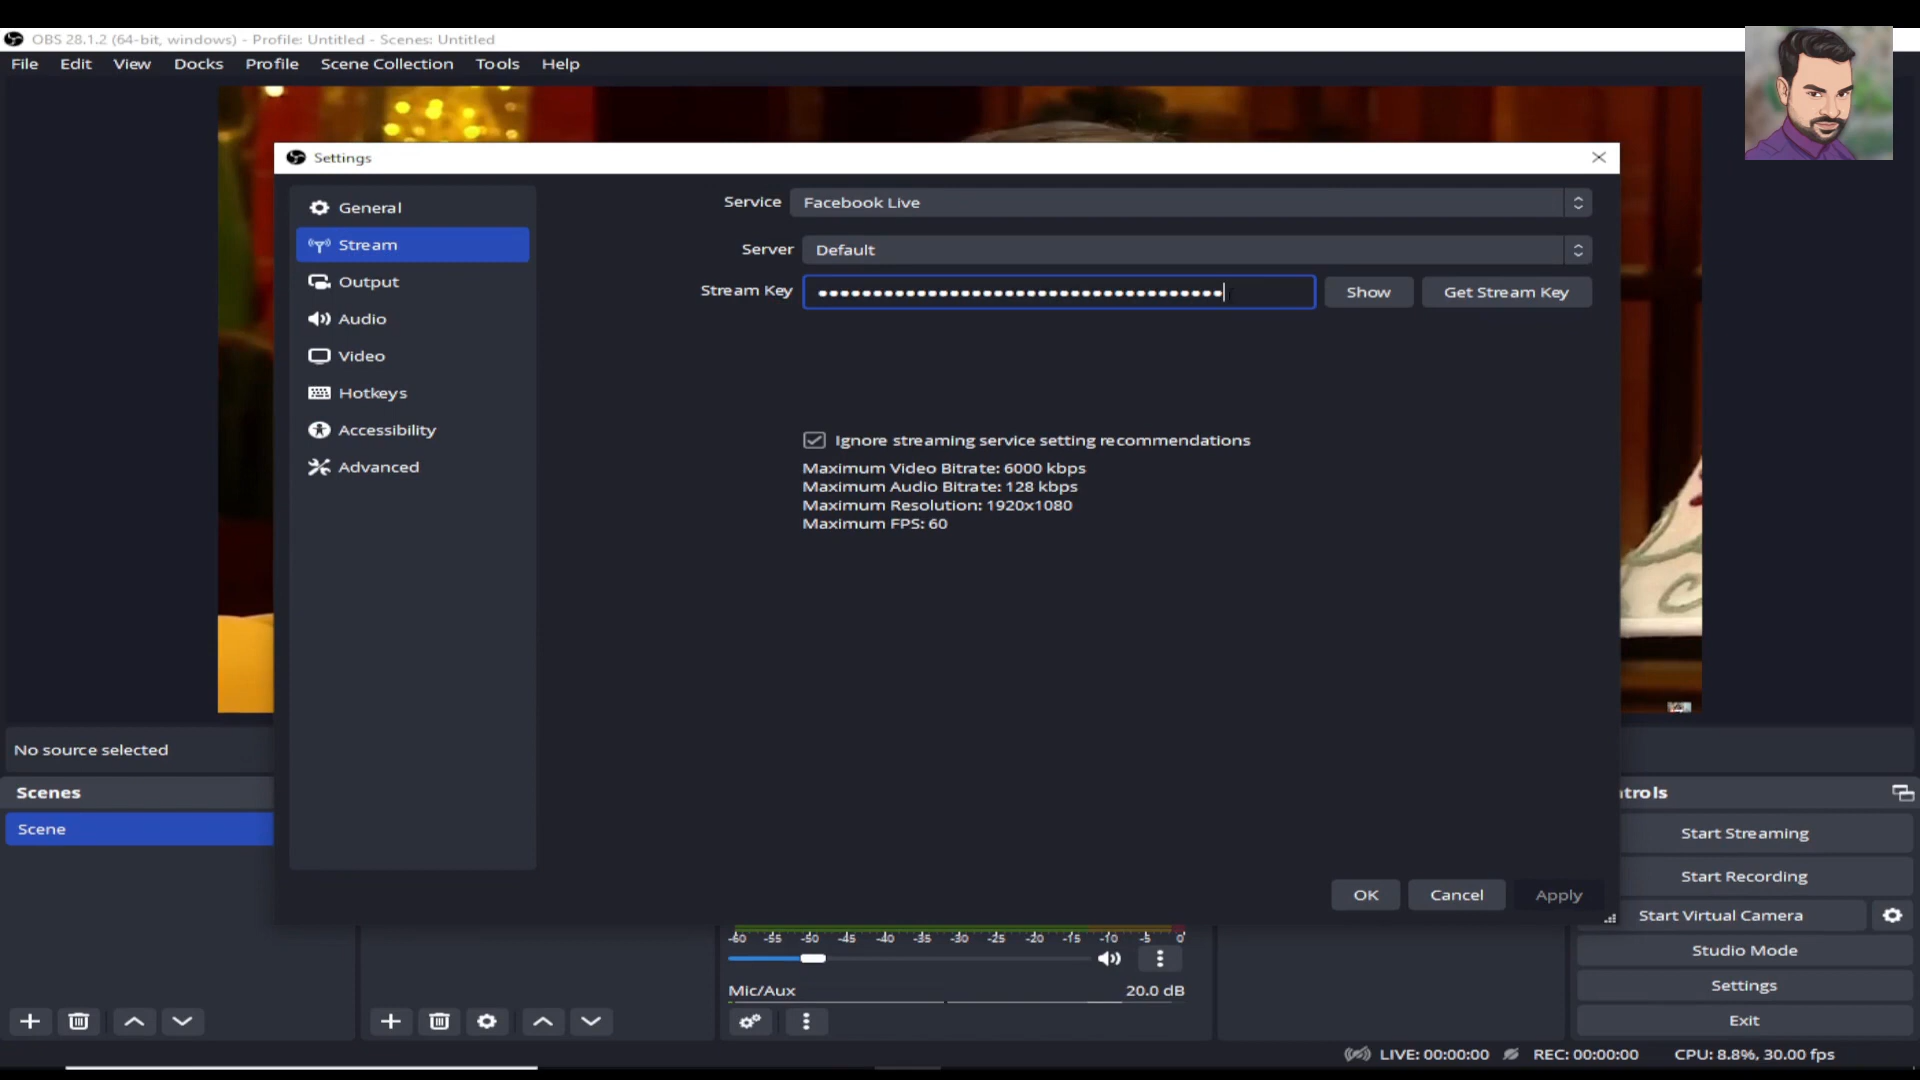 OBS 28.1.2 (64-bit, windows) - Profile: Untitled - Scenes: Untitled
File Edit View Docks Profile Scene Collection Tools Help
Settings
General
Stream
Output
Audio
Video
Hotkeys
Accessibility
Advanced
Service Facebook Live
Server Default
Stream Key ●●●●●●●●●●●●●●●●●●●●●●●●●●●●●●●●●●●●● Show Get Stream Key
Ignore streaming service setting recommendations
Maximum Video Bitrate: 6000 kbps
Maximum Audio Bitrate: 128 kbps
Maximum Resolution: 1920x1080
Maximum FPS: 60
OK Cancel Apply
No source selected
Scenes
Scene
-60 -55 -50 -45 -40 -35 -30 -25 -20 -15 -10 -5 0
Mic/Aux 20.0 dB
ntrols
Start Streaming
Start Recording
Start Virtual Camera
Studio Mode
Settings
Exit
LIVE: 00:00:00 REC: 00:00:00 CPU: 8.8%, 30.00 fps